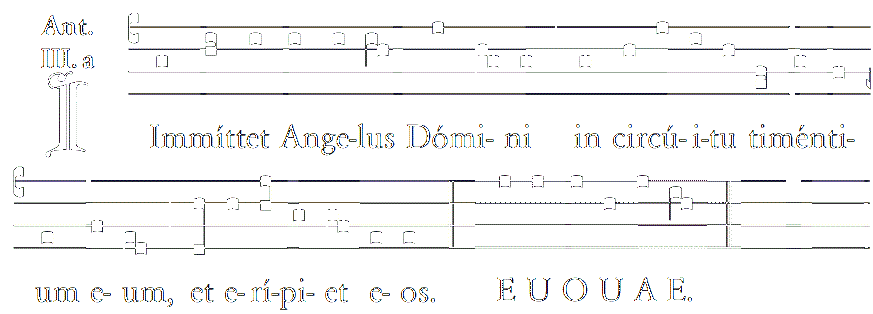 Ant.
III. a
Immíttet Ange-lus Dómi- ni in circú-i-tu timénti-
um e- um, et e-rí-pi- et e- os. E U O U A E.